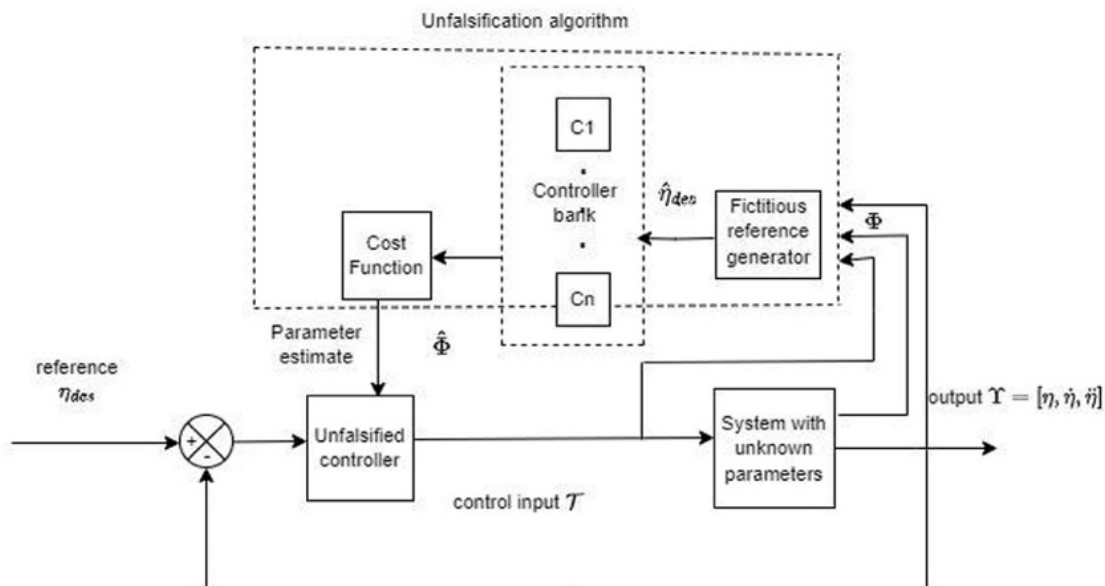 Unfalsification algorithm
C1
Controller
bank
Cn
η̂des
Fictitious
reference
generator
Φ
Cost
Function
Parameter
estimate
Φ̄̂
reference
ηdes
+
-
Unfalsified
controller
System with
unknown
parameters
output Υ = [η, η̇, η̈]
control input 𝒯